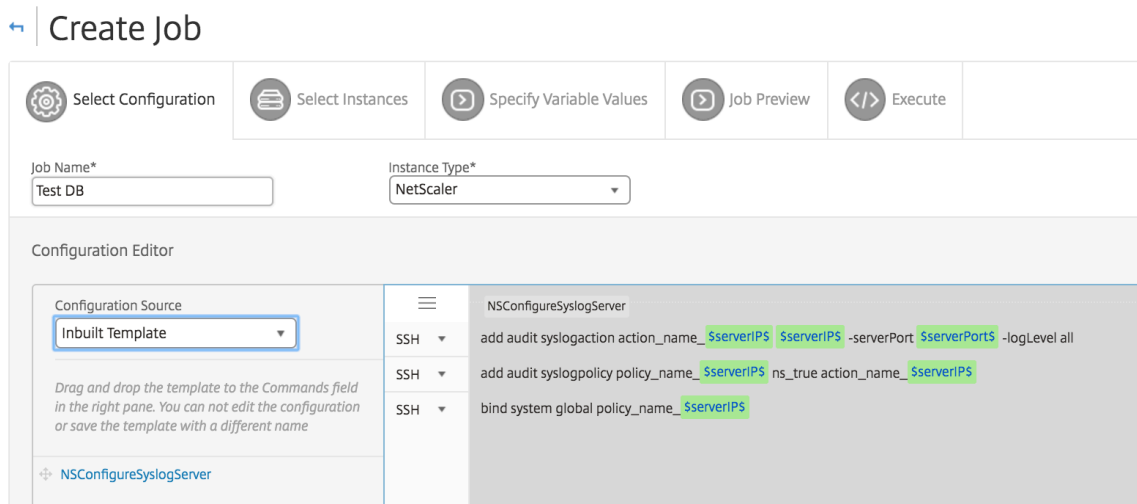 Create Job
Select Configuration
Select Instances
Specify Variable Values
Job Preview
Execute
Job Name*
Instance Type*
Test DB
NetScaler
Configuration Editor
Configuration Source
Inbuilt Template
Drag and drop the template to the Commands field
in the right pane. You can not edit the configuration
or save the template with a different name
NSConfigureSyslogServer
NSConfigureSyslogServer
SSH add audit syslogaction action_name_$serverIP$ $serverIP$ -serverPort $serverPort$ -logLevel all
SSH add audit syslogpolicy policy_name_$serverIP$ ns_true action_name_$serverIP$
SSH bind system global policy_name_$serverIP$